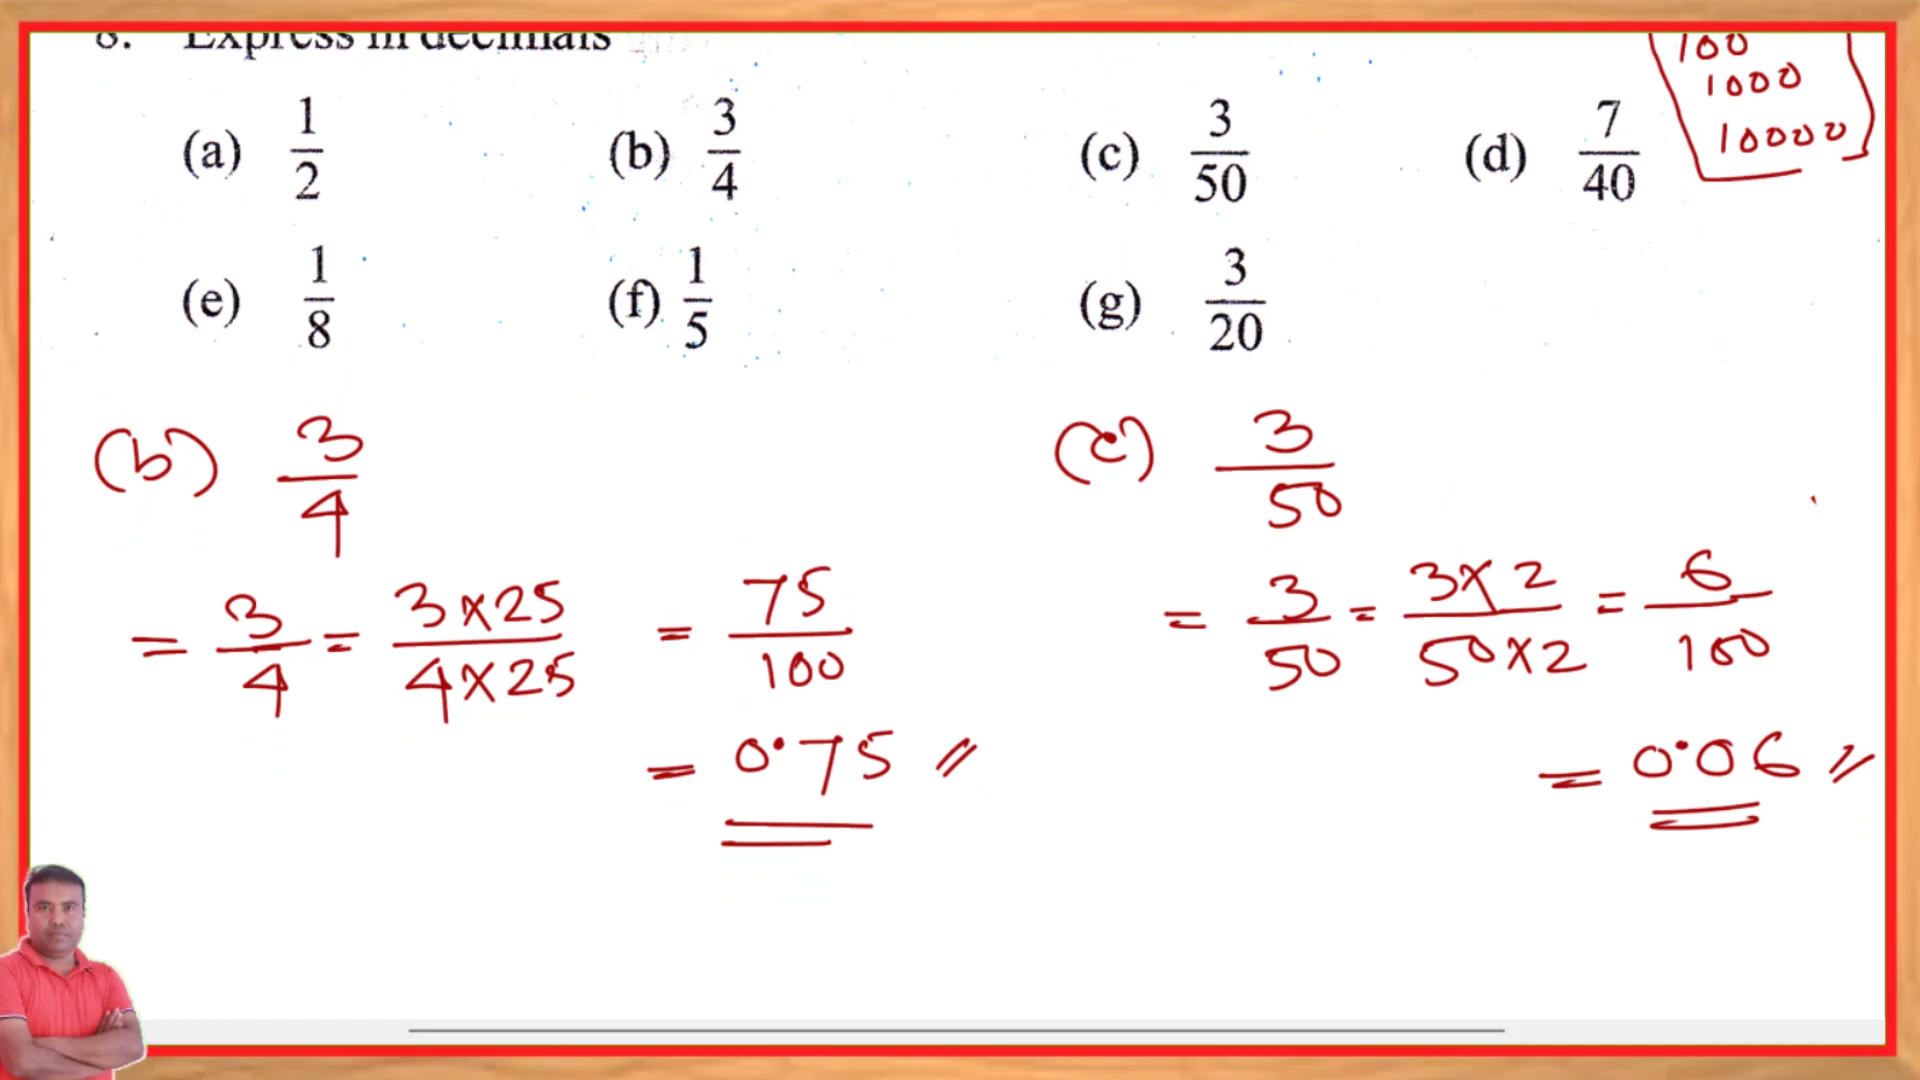 8. Express in decimals
100
1000
10000
(a) 1/2 (b) 3/4 (c) 3/50 (d) 7/40
(e) 1/8 (f) 1/5 (g) 3/20
(b) 3/4
= 3/4 = 3×25/4×25 = 75/100
= 0.75 //
(c) 3/50
= 3/50 = 3×2/50×2 = 6/100
= 0.06 //